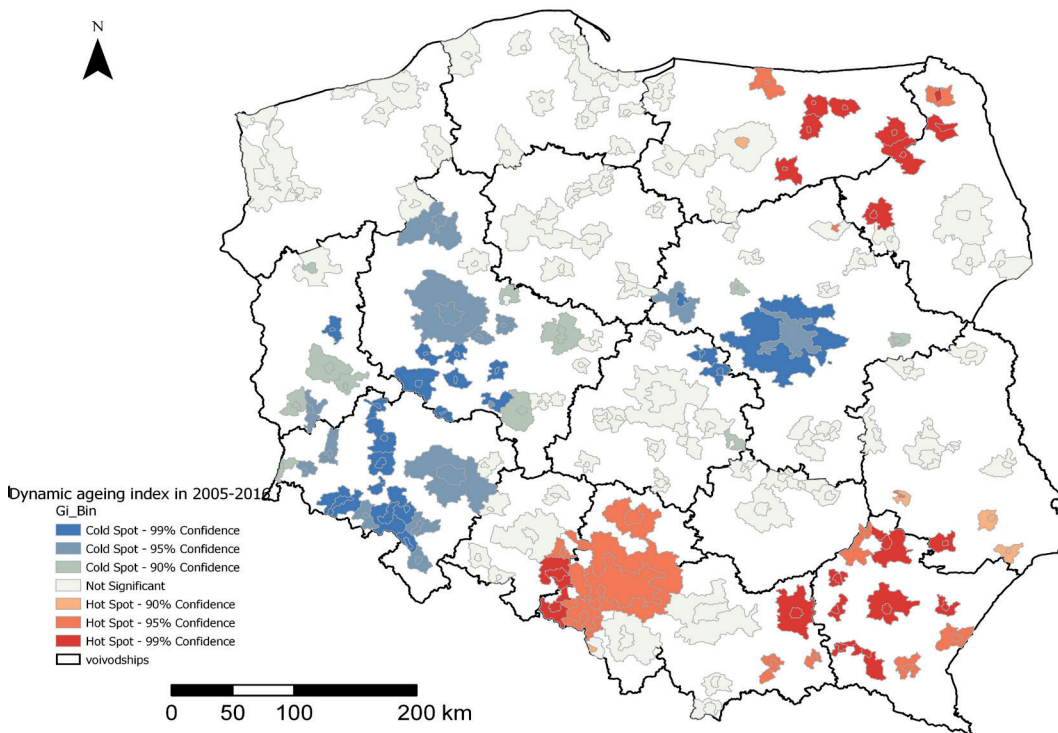 N
Dynamic ageing index in 2005-2016
Gi_Bin
Cold Spot - 99% Confidence
Cold Spot - 95% Confidence
Cold Spot - 90% Confidence
Not Significant
Hot Spot - 90% Confidence
Hot Spot - 95% Confidence
Hot Spot - 99% Confidence
voivodships
0 50 100 200 km